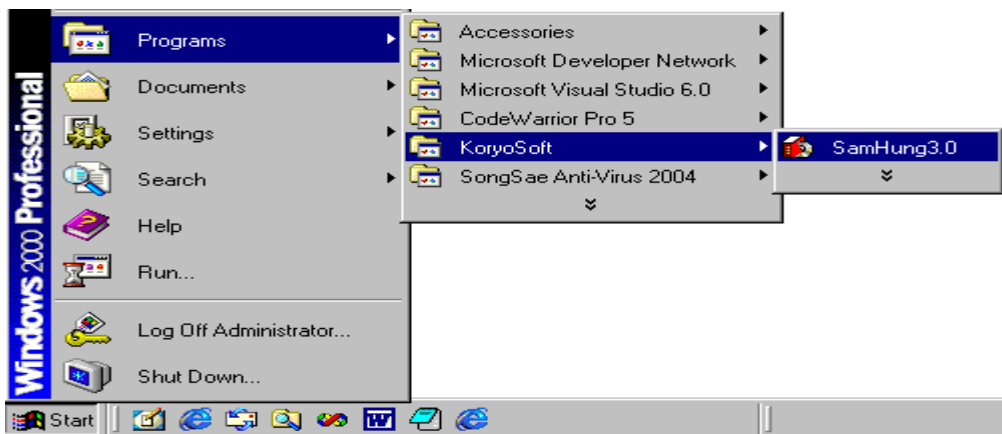 Windows 2000 Professional
Programs
Documents
Settings
Search
Help
Run...
Log Off Administrator...
Shut Down...
Accessories
Microsoft Developer Network
Microsoft Visual Studio 6.0
CodeWarrior Pro 5
KoryoSoft
SongSae Anti-Virus 2004
SamHung3.0
Start